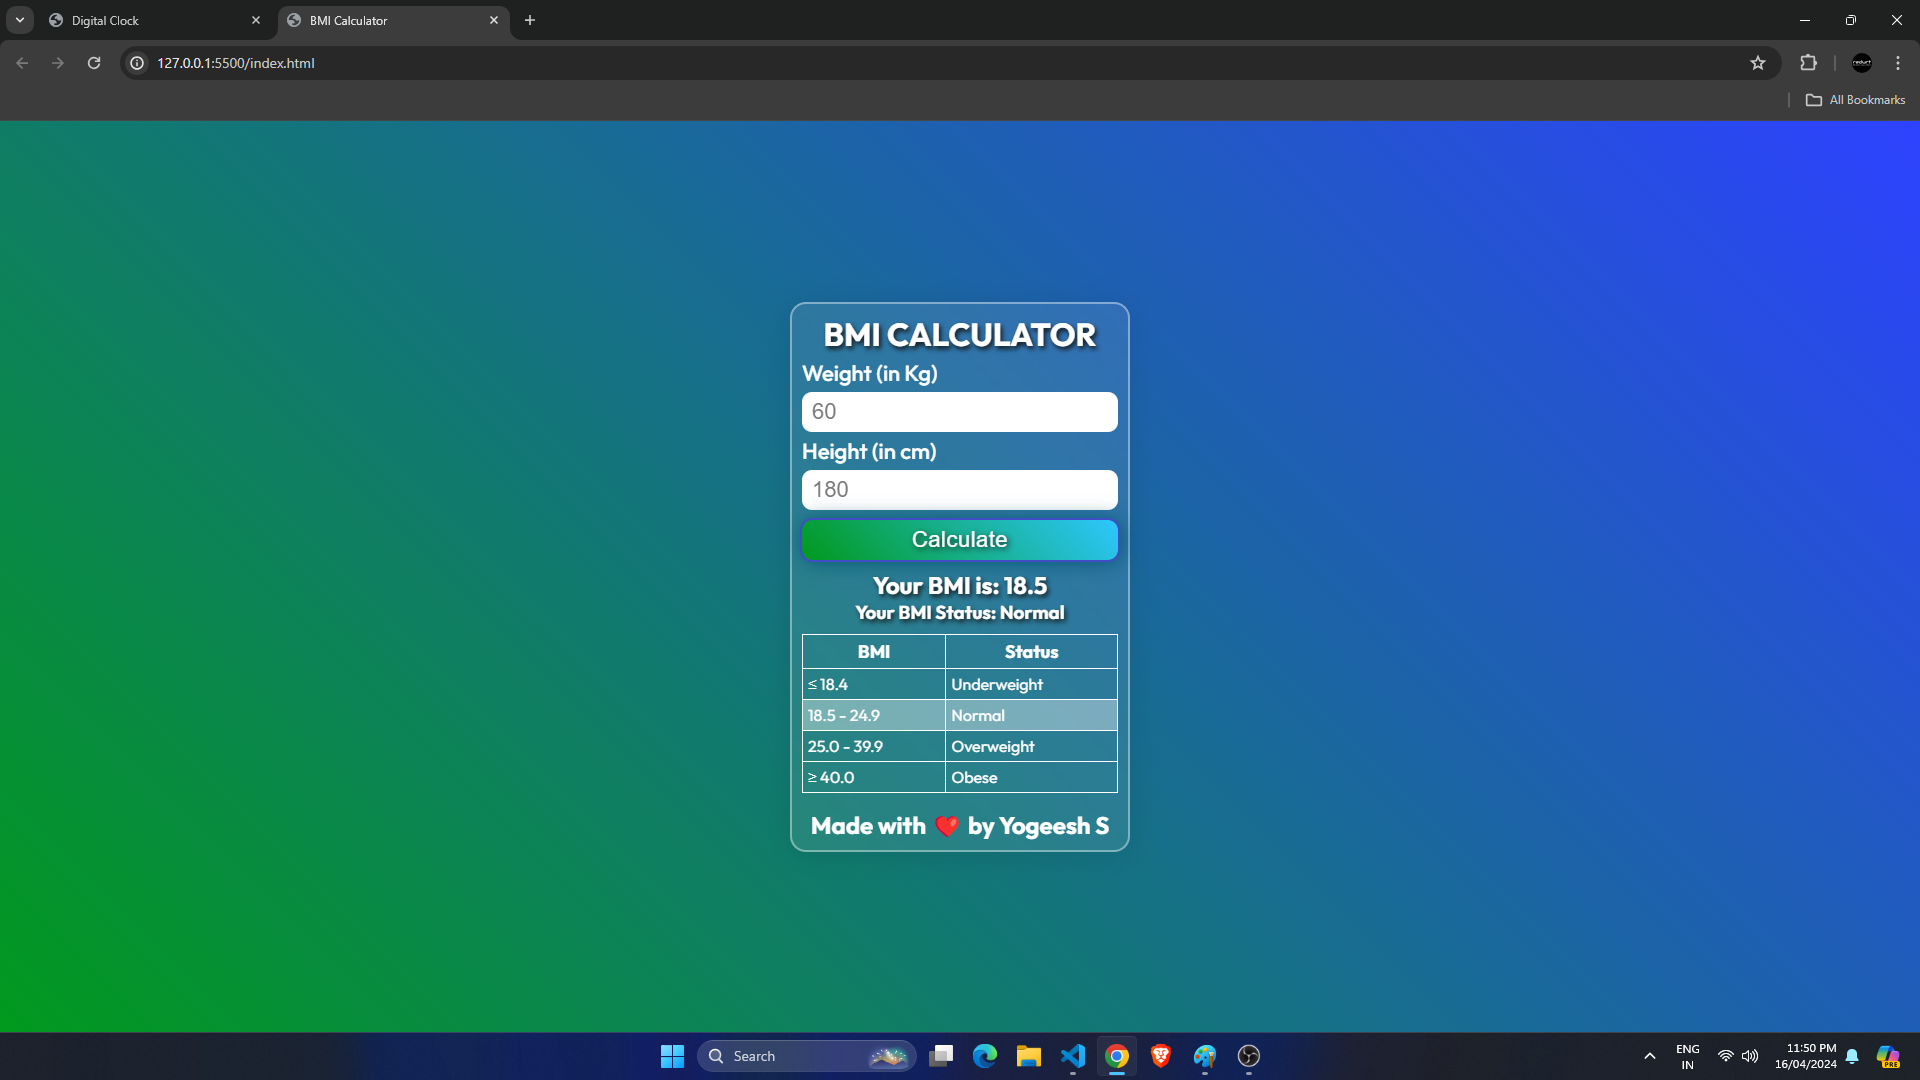 Digital Clock
BMI Calculator
127.0.0.1:5500/index.html
All Bookmarks
BMI CALCULATOR
Weight (in Kg)
60
Height (in cm)
180
Calculate
Your BMI is: 18.5
Your BMI Status: Normal
BMI Status
≤ 18.4 Underweight
18.5 - 24.9 Normal
25.0 - 39.9 Overweight
≥ 40.0 Obese
Made with ❤️ by Yogeesh S
Search
ENG
IN
11:50 PM
16/04/2024
PRE